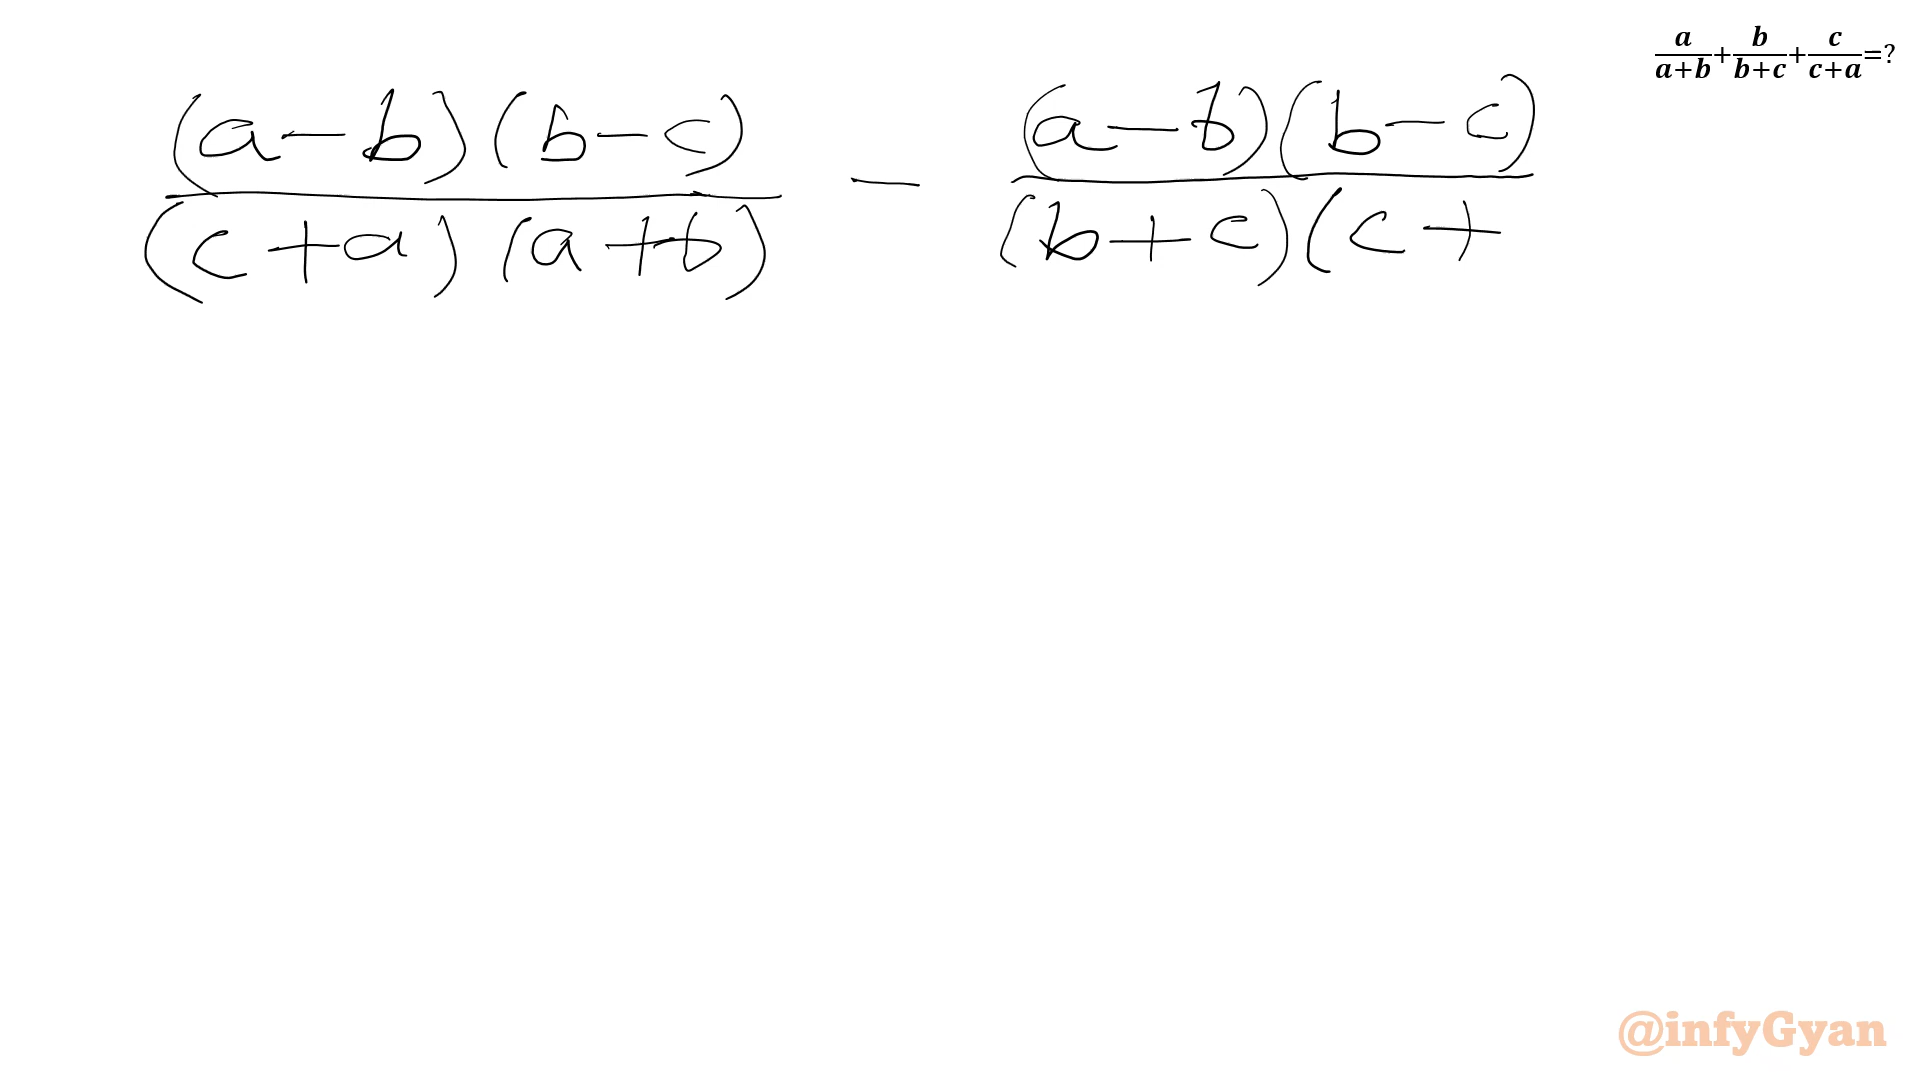 a/(a+b) + b/(b+c) + c/(c+a) = ?
(a-b)(b-c) / (c+a)(a+b) - (a-b)(b-c) / (b+c)(c+
@infyGyan